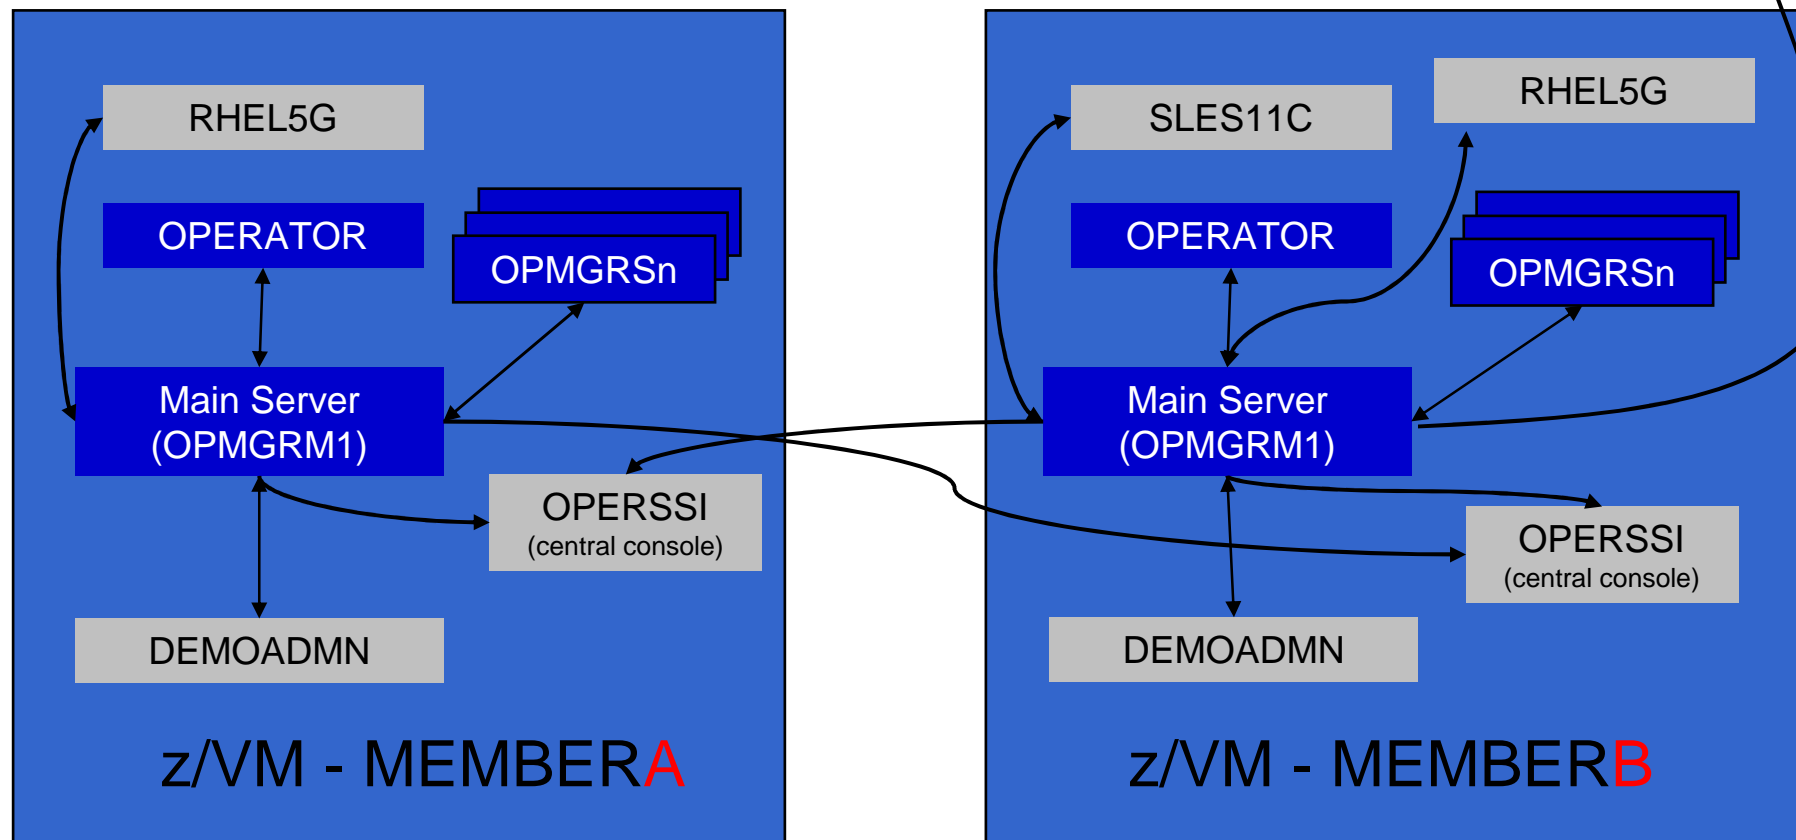 RHEL5G
OPERATOR
OPMGRSn
Main Server
(OPMGRM1)
OPERSSI
(central console)
DEMOADMN
z/VM - MEMBERA
SLES11C
RHEL5G
OPERATOR
OPMGRSn
Main Server
(OPMGRM1)
OPERSSI
(central console)
DEMOADMN
z/VM - MEMBERB